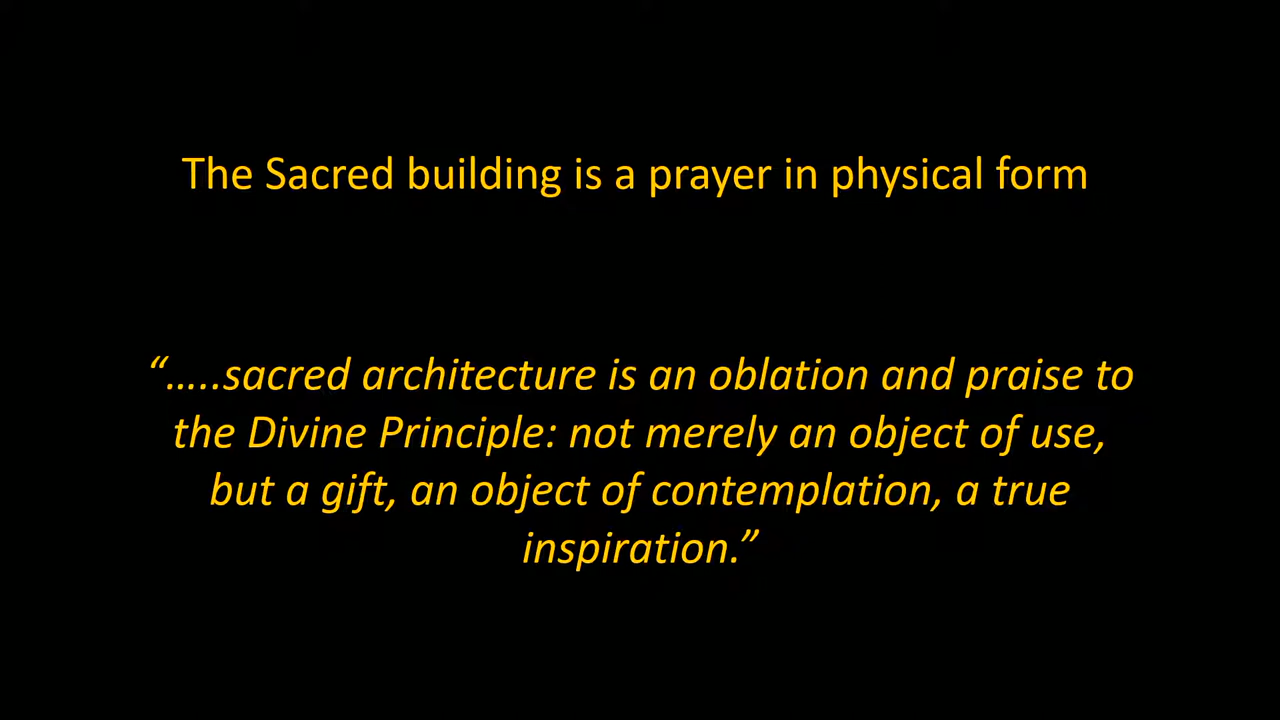 The Sacred building is a prayer in physical form
“…..sacred architecture is an oblation and praise to
the Divine Principle: not merely an object of use,
but a gift, an object of contemplation, a true
inspiration.”